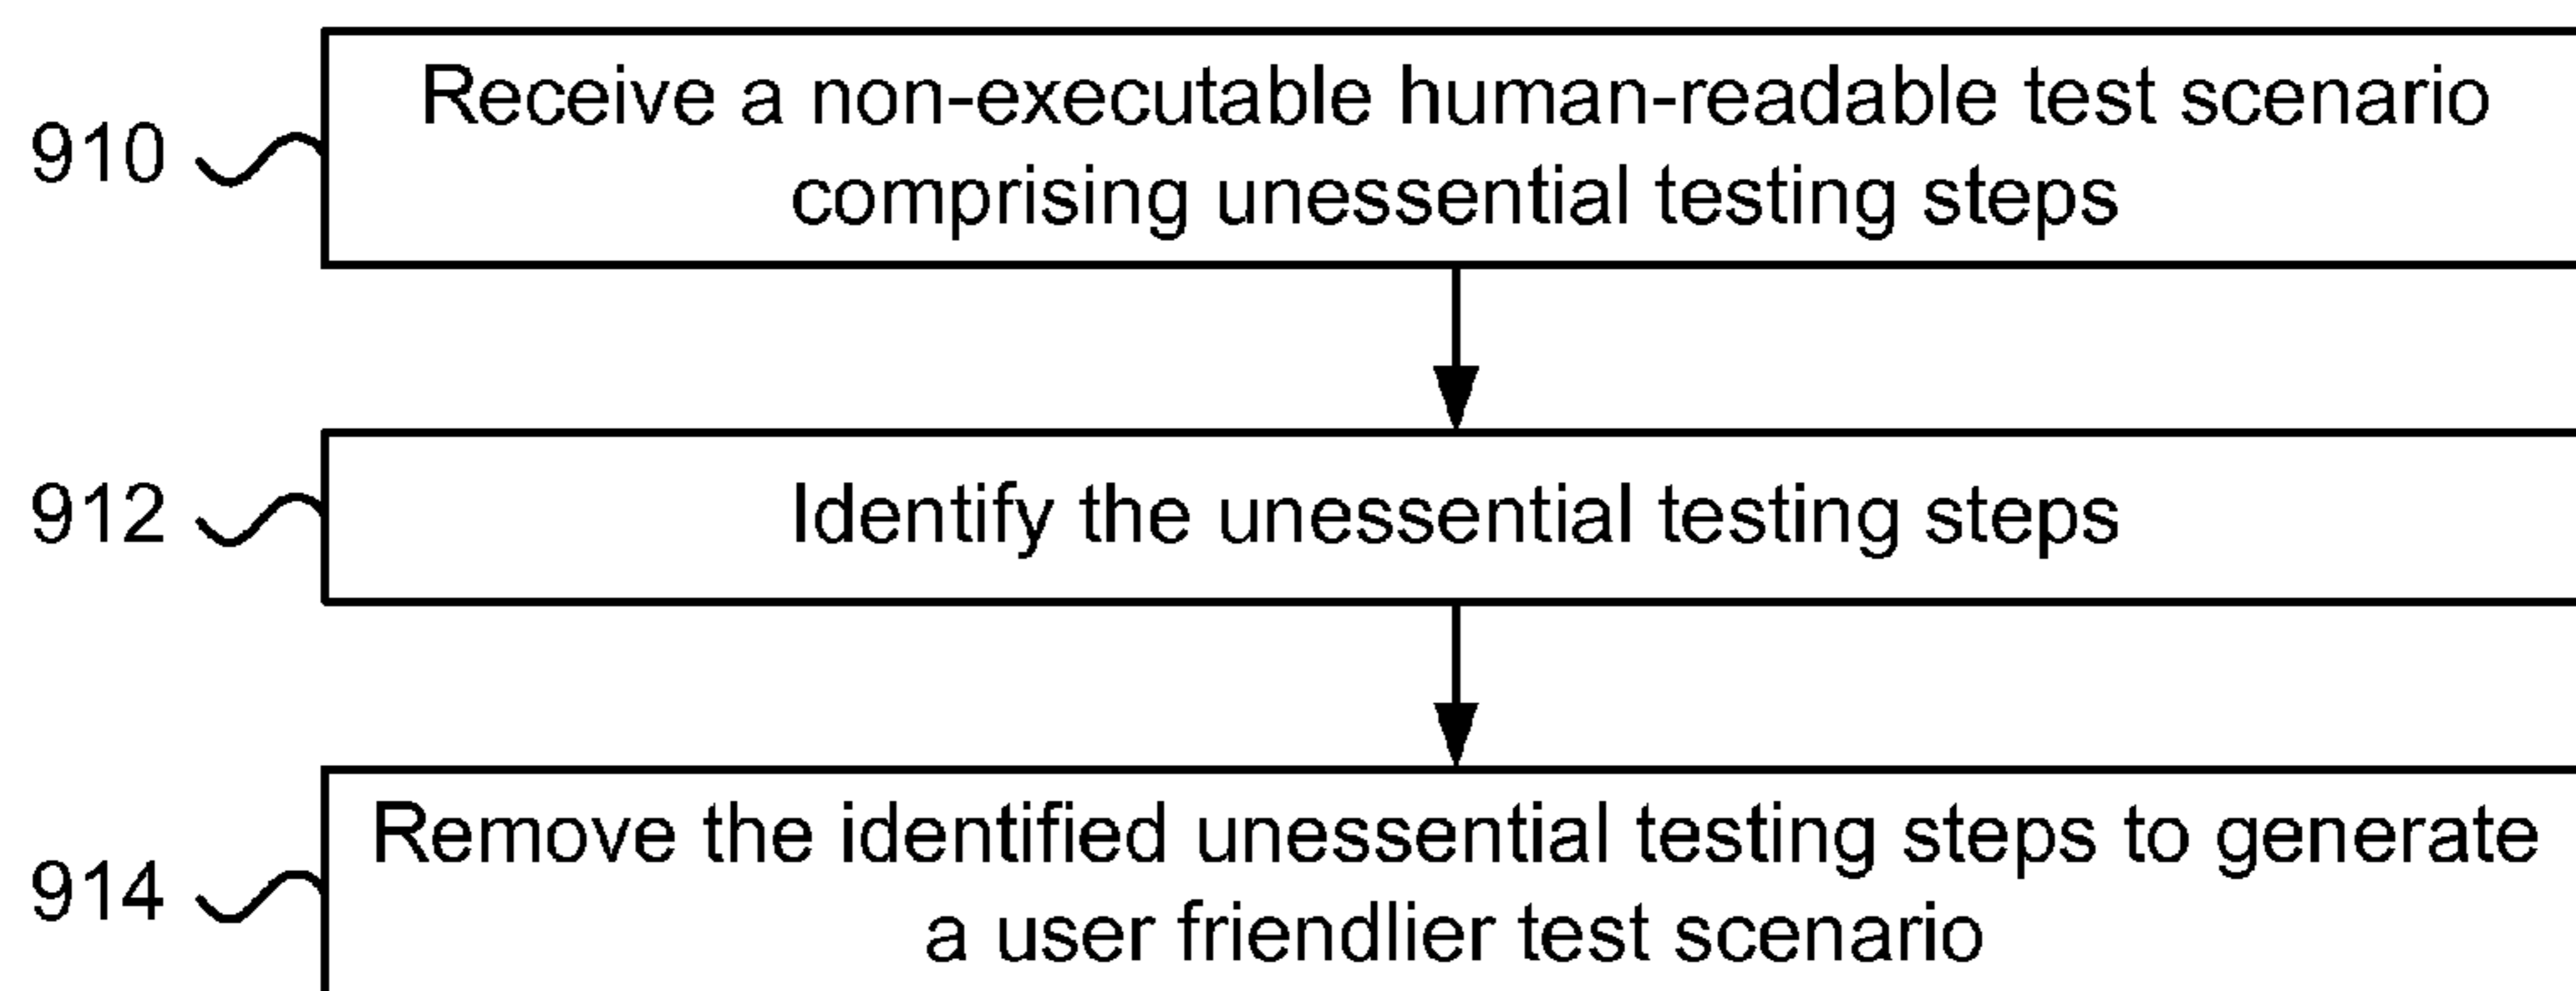 Receive a non-executable human-readable test scenario
910
comprising unessential testing steps
912
Identify the unessential testing steps
Remove the identified unessential testing steps to generate
914
a user friendlier test scenario